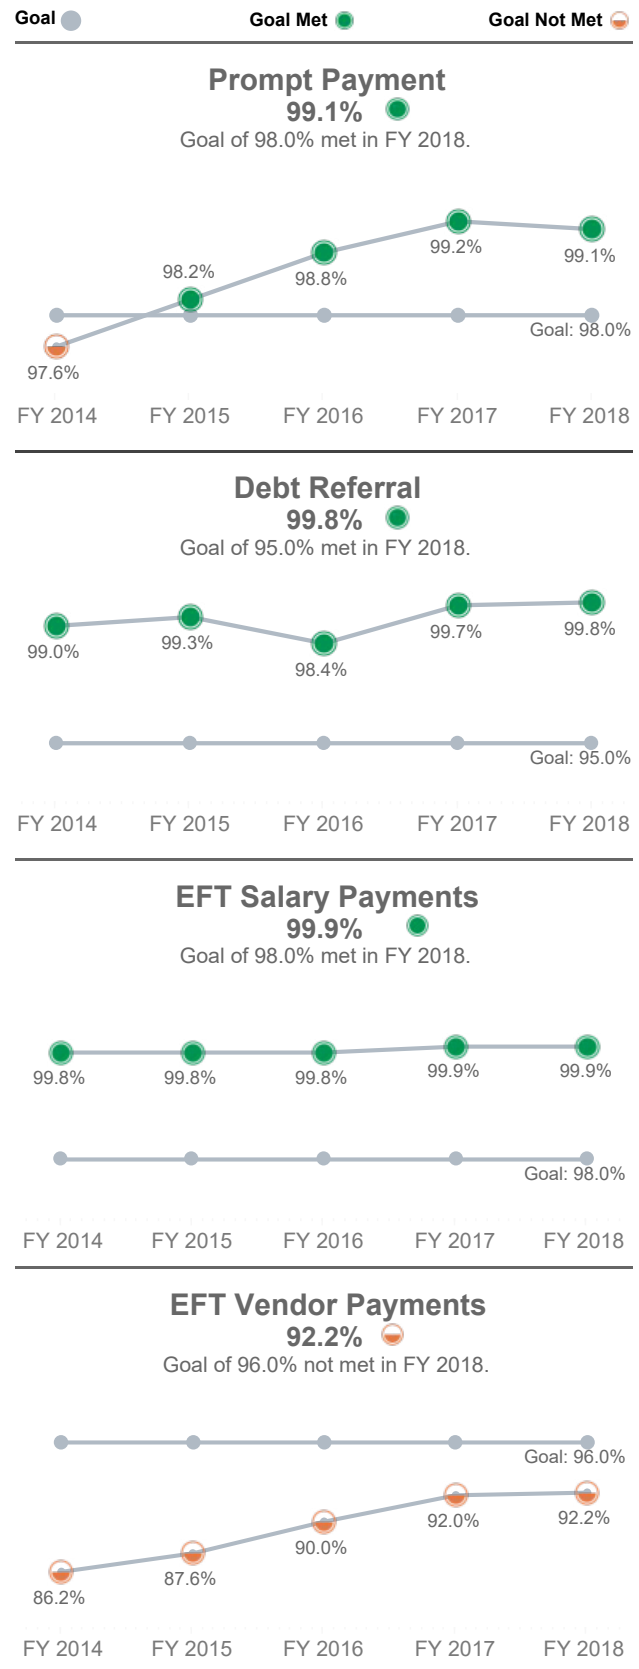 Goal Goal Met Goal Not Met
Prompt Payment
99.1%
Goal of 98.0% met in FY 2018.
98.2%
98.8%
99.2%
99.1%
Goal: 98.0%
97.6%
FY 2014 FY 2015 FY 2016 FY 2017 FY 2018
Debt Referral
99.8%
Goal of 95.0% met in FY 2018.
99.0%
99.3%
98.4%
99.7%
99.8%
Goal: 95.0%
FY 2014 FY 2015 FY 2016 FY 2017 FY 2018
EFT Salary Payments
99.9%
Goal of 98.0% met in FY 2018.
99.8%
99.8%
99.8%
99.9%
99.9%
Goal: 98.0%
FY 2014 FY 2015 FY 2016 FY 2017 FY 2018
EFT Vendor Payments
92.2%
Goal of 96.0% not met in FY 2018.
Goal: 96.0%
86.2%
87.6%
90.0%
92.0%
92.2%
FY 2014 FY 2015 FY 2016 FY 2017 FY 2018